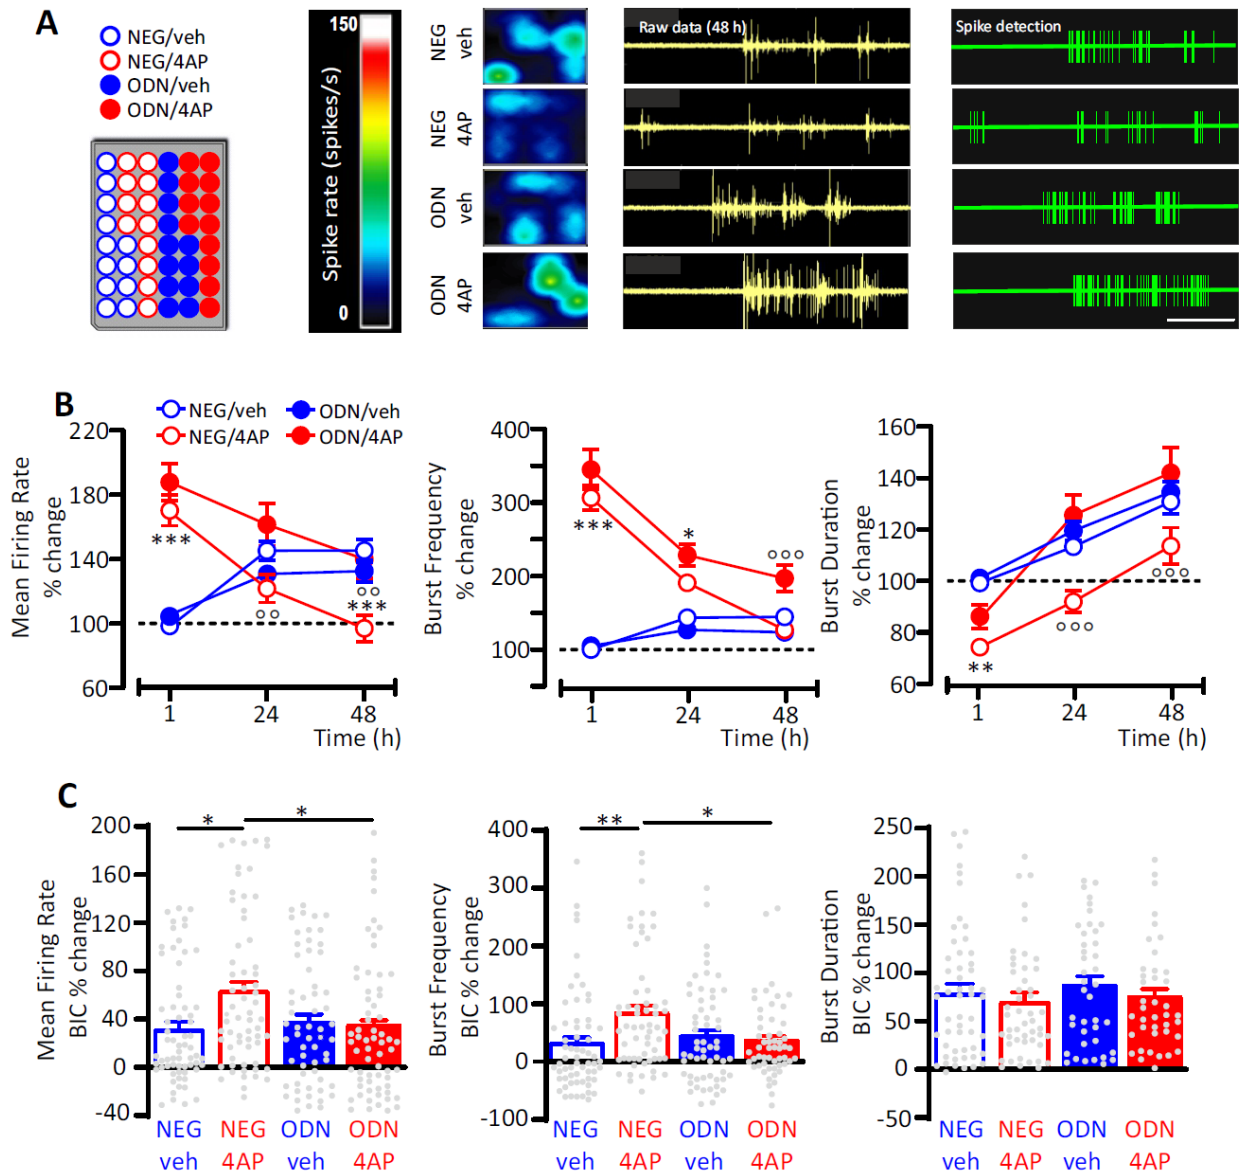 A
NEG/veh
NEG/4AP
ODN/veh
ODN/4AP
150
Spike rate (spikes/s)
0
NEG
veh
NEG
4AP
ODN
veh
ODN
4AP
Raw data (48 h)
Spike detection
B
NEG/veh
ODN/veh
NEG/4AP
ODN/4AP
Mean Firing Rate
% change
220
180
140
100
60
***
°°
°°
***
1
24
48
Time (h)
Burst Frequency
% change
400
300
200
100
***
*
°°°
1
24
48
Time (h)
Burst Duration
% change
160
140
120
100
80
60
**
°°°
°°°
1
24
48
Time (h)
C
Mean Firing Rate
BIC % change
200
160
120
80
40
0
-40
*
*
NEG
veh
NEG
4AP
ODN
veh
ODN
4AP
Burst Frequency
BIC % change
400
300
200
100
0
-100
**
*
NEG
veh
NEG
4AP
ODN
veh
ODN
4AP
Burst Duration
BIC % change
250
200
150
100
50
0
-50
NEG
veh
NEG
4AP
ODN
veh
ODN
4AP